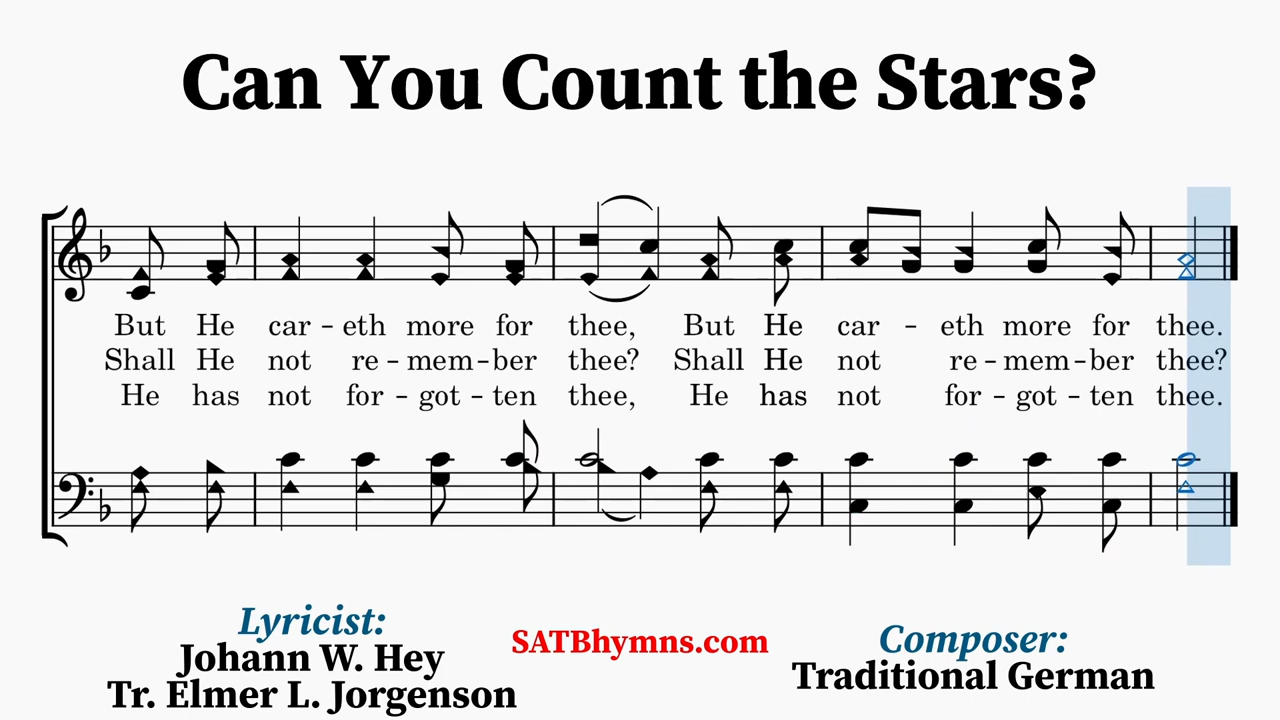 Can You Count the Stars?
But He car - eth more for thee, But He car - eth more for thee.
Shall He not re - mem - ber thee? Shall He not re - mem - ber thee?
He has not for - got - ten thee, He has not for - got - ten thee.
Lyricist:
Johann W. Hey
Tr. Elmer L. Jorgenson
SATBhymns.com
Composer:
Traditional German